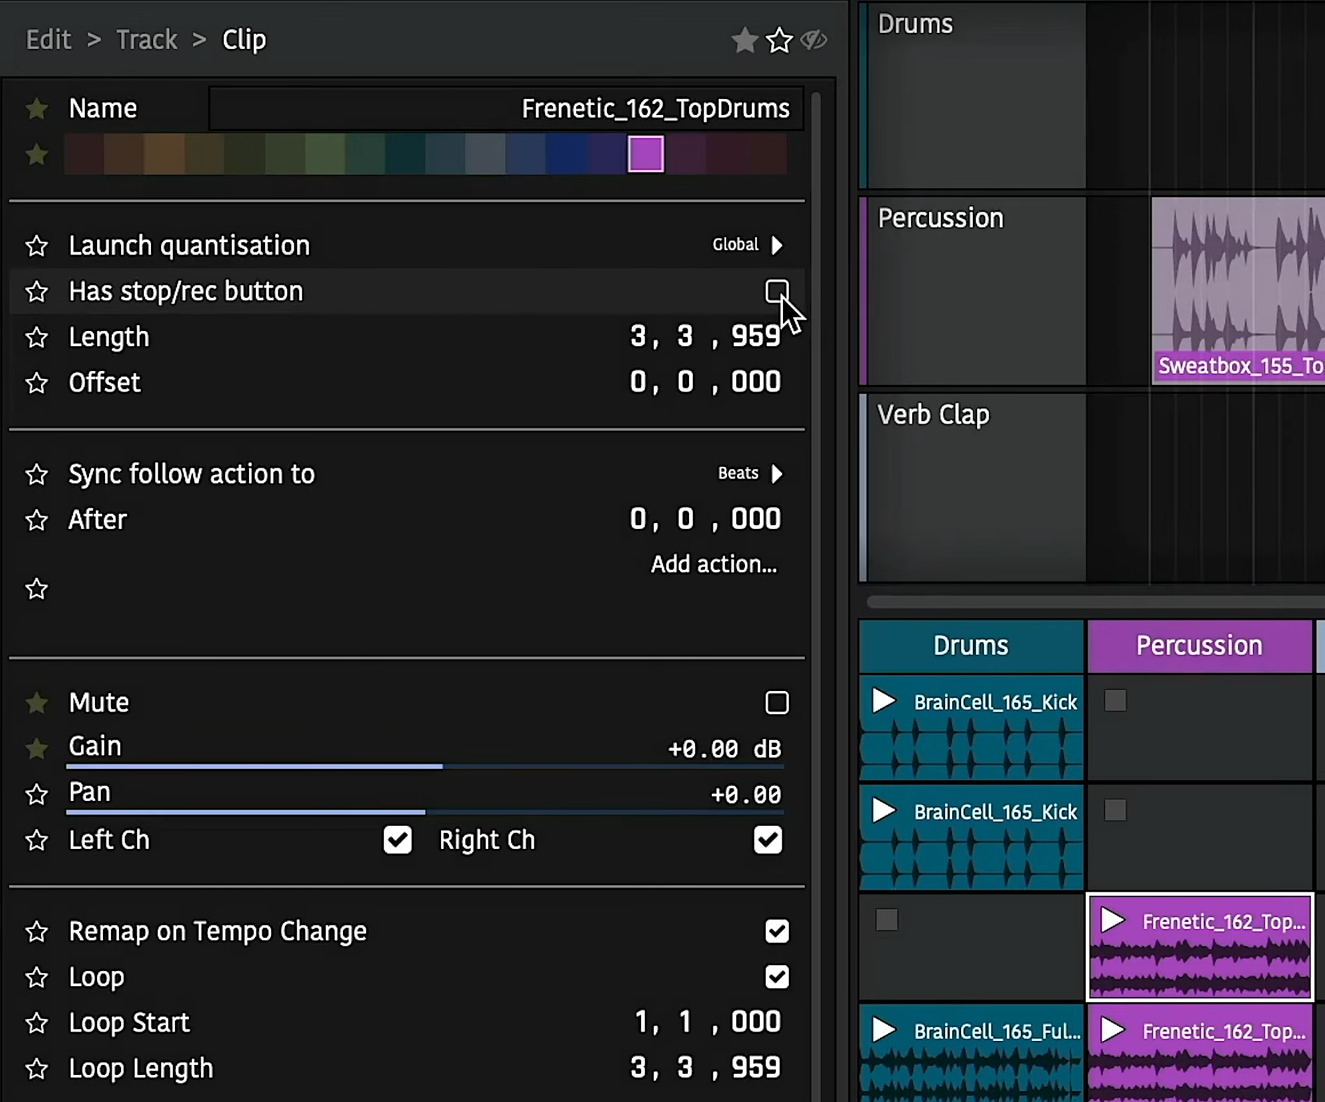 Edit > Track > Clip
Name
Frenetic_162_TopDrums
Launch quantisation
Global
Has stop/rec button
Length
3, 3 , 959
Offset
0, 0 , 000
Sync follow action to
Beats
After
0, 0 , 000
Add action...
Mute
Gain
+0.00 dB
Pan
+0.00
Left Ch
Right Ch
Remap on Tempo Change
Loop
Loop Start
1, 1 , 000
Loop Length
3, 3 , 959
Drums
Percussion
Sweatbox_155_To
Verb Clap
Drums
Percussion
BrainCell_165_Kick
BrainCell_165_Kick
Frenetic_162_Top...
BrainCell_165_Ful...
Frenetic_162_Top...